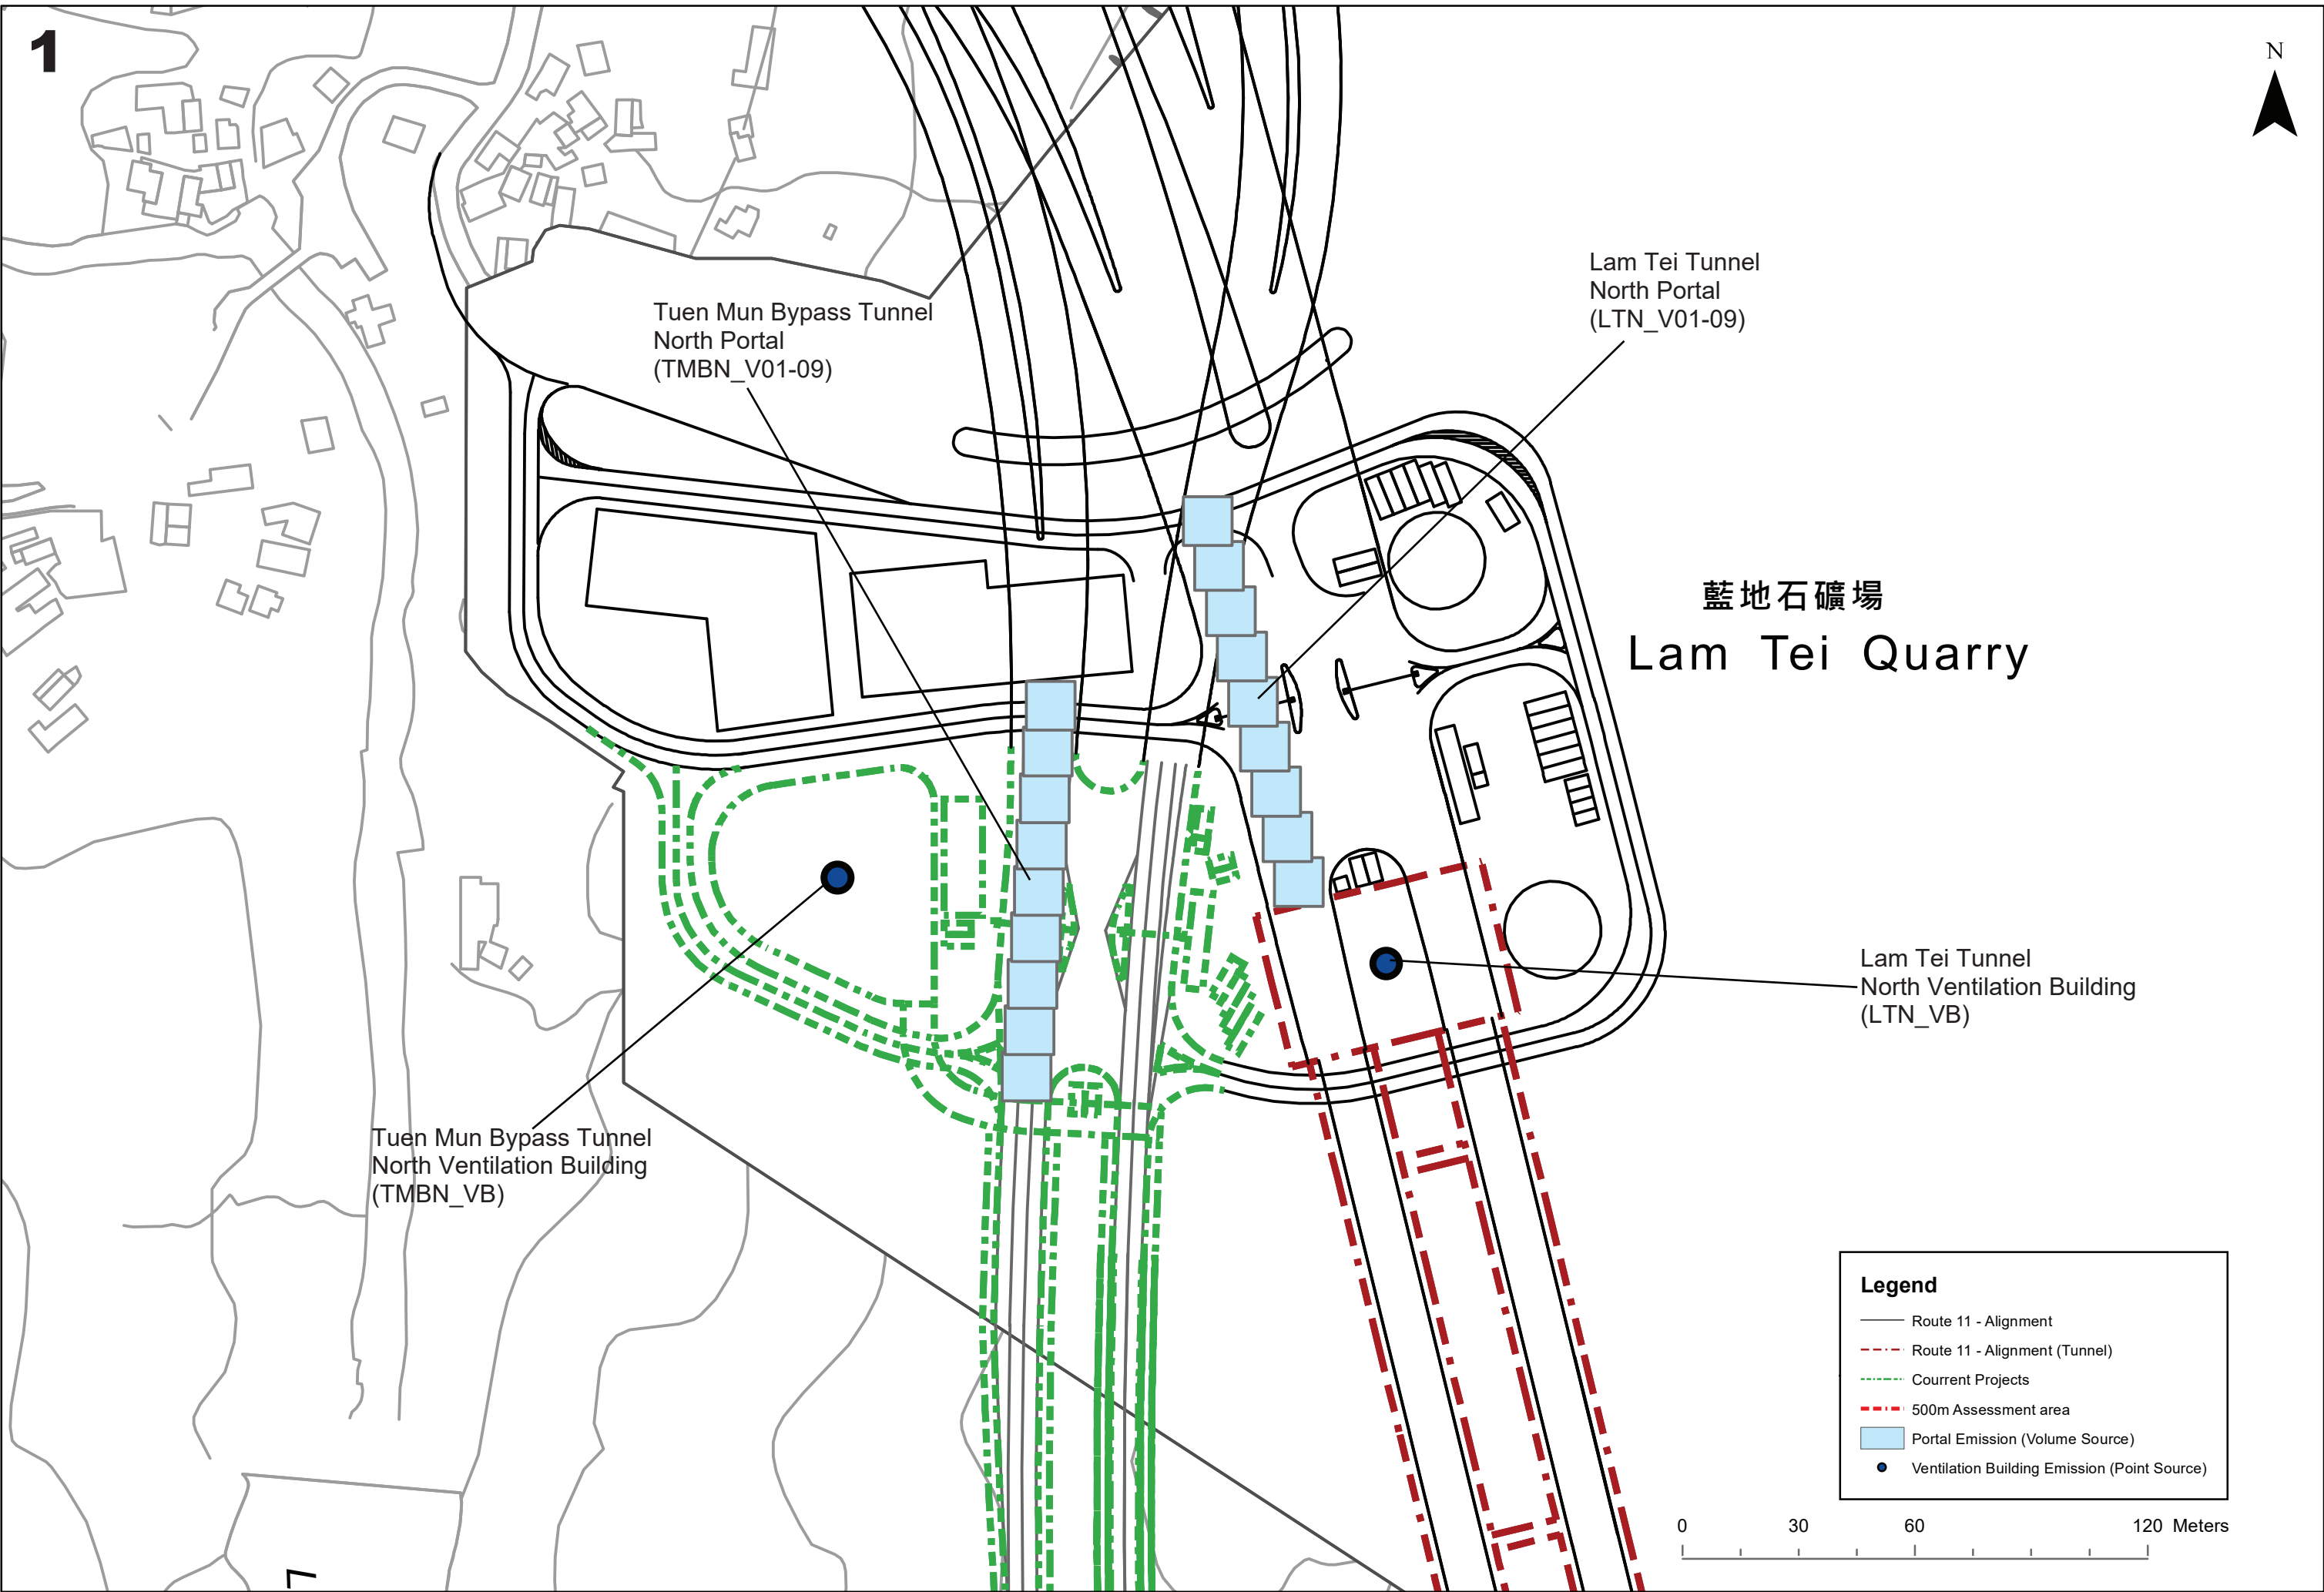 1
N
Lam Tei Tunnel
North Portal
(LTN_V01-09)
Tuen Mun Bypass Tunnel
North Portal
(TMBN_V01-09)
藍地石礦場
Lam Tei Quarry
Lam Tei Tunnel
North Ventilation Building
(LTN_VB)
Tuen Mun Bypass Tunnel
North Ventilation Building
(TMBN_VB)
Legend
Route 11 - Alignment
Route 11 - Alignment (Tunnel)
Courrent Projects
500m Assessment area
Portal Emission (Volume Source)
Ventilation Building Emission (Point Source)
0 30 60 120 Meters